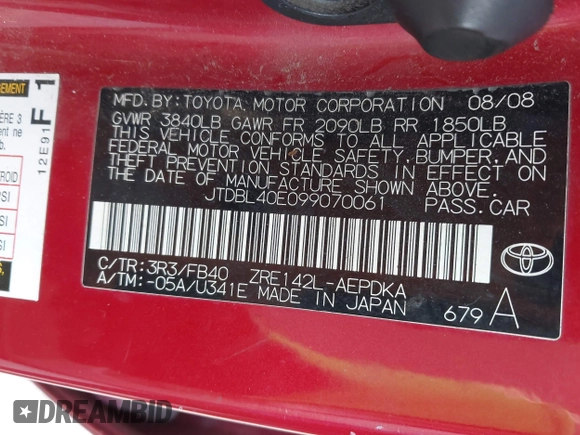 MFD. BY: TOYOTA MOTOR CORPORATION 08/08
GVWR 3840LB GAWR FR 2090LB RR 1850LB
THIS VEHICLE CONFORMS TO ALL APPLICABLE
FEDERAL MOTOR VEHICLE SAFETY, BUMPER, AND
THEFT PREVENTION STANDARDS IN EFFECT ON
THE DATE OF MANUFACTURE SHOWN ABOVE.
JTDBL40E099070061 PASS. CAR
C/TR: 3R3/FB40 ZRE142L-AEPDKA
A/TM: -05A/U341E MADE IN JAPAN
679 A
TOYOTA
12E91 F 1
DREAMBID